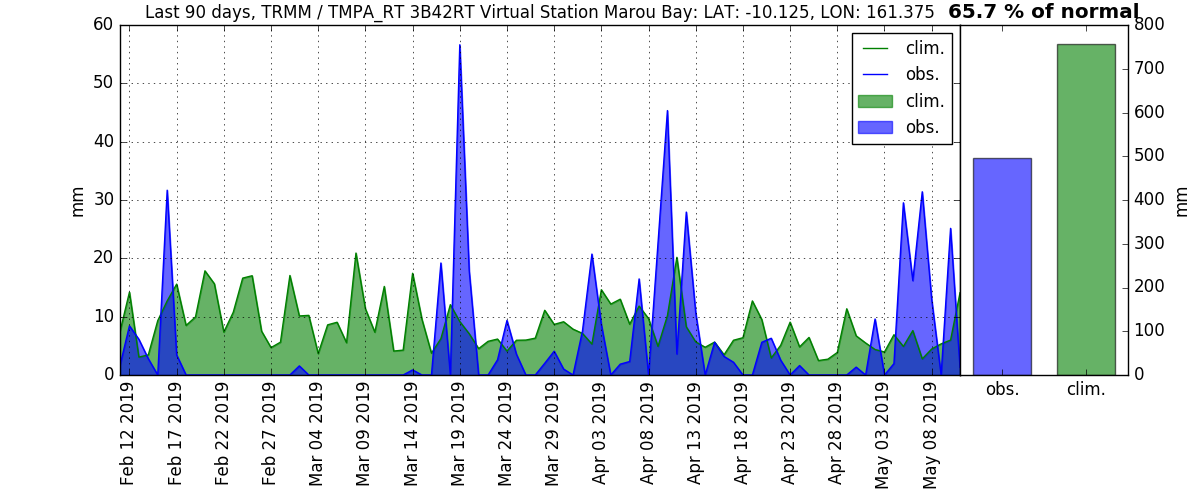 Last 90 days, TRMM / TMPA_RT 3B42RT Virtual Station Marou Bay: LAT: -10.125, LON: 161.375 65.7 % of normal
60
50
40
30
20
10
0
mm
clim.
obs.
clim.
obs.
800
700
600
500
400
300
200
100
0
mm
obs. clim.
Feb 12 2019
Feb 17 2019
Feb 22 2019
Feb 27 2019
Mar 04 2019
Mar 09 2019
Mar 14 2019
Mar 19 2019
Mar 24 2019
Mar 29 2019
Apr 03 2019
Apr 08 2019
Apr 13 2019
Apr 18 2019
Apr 23 2019
Apr 28 2019
May 03 2019
May 08 2019